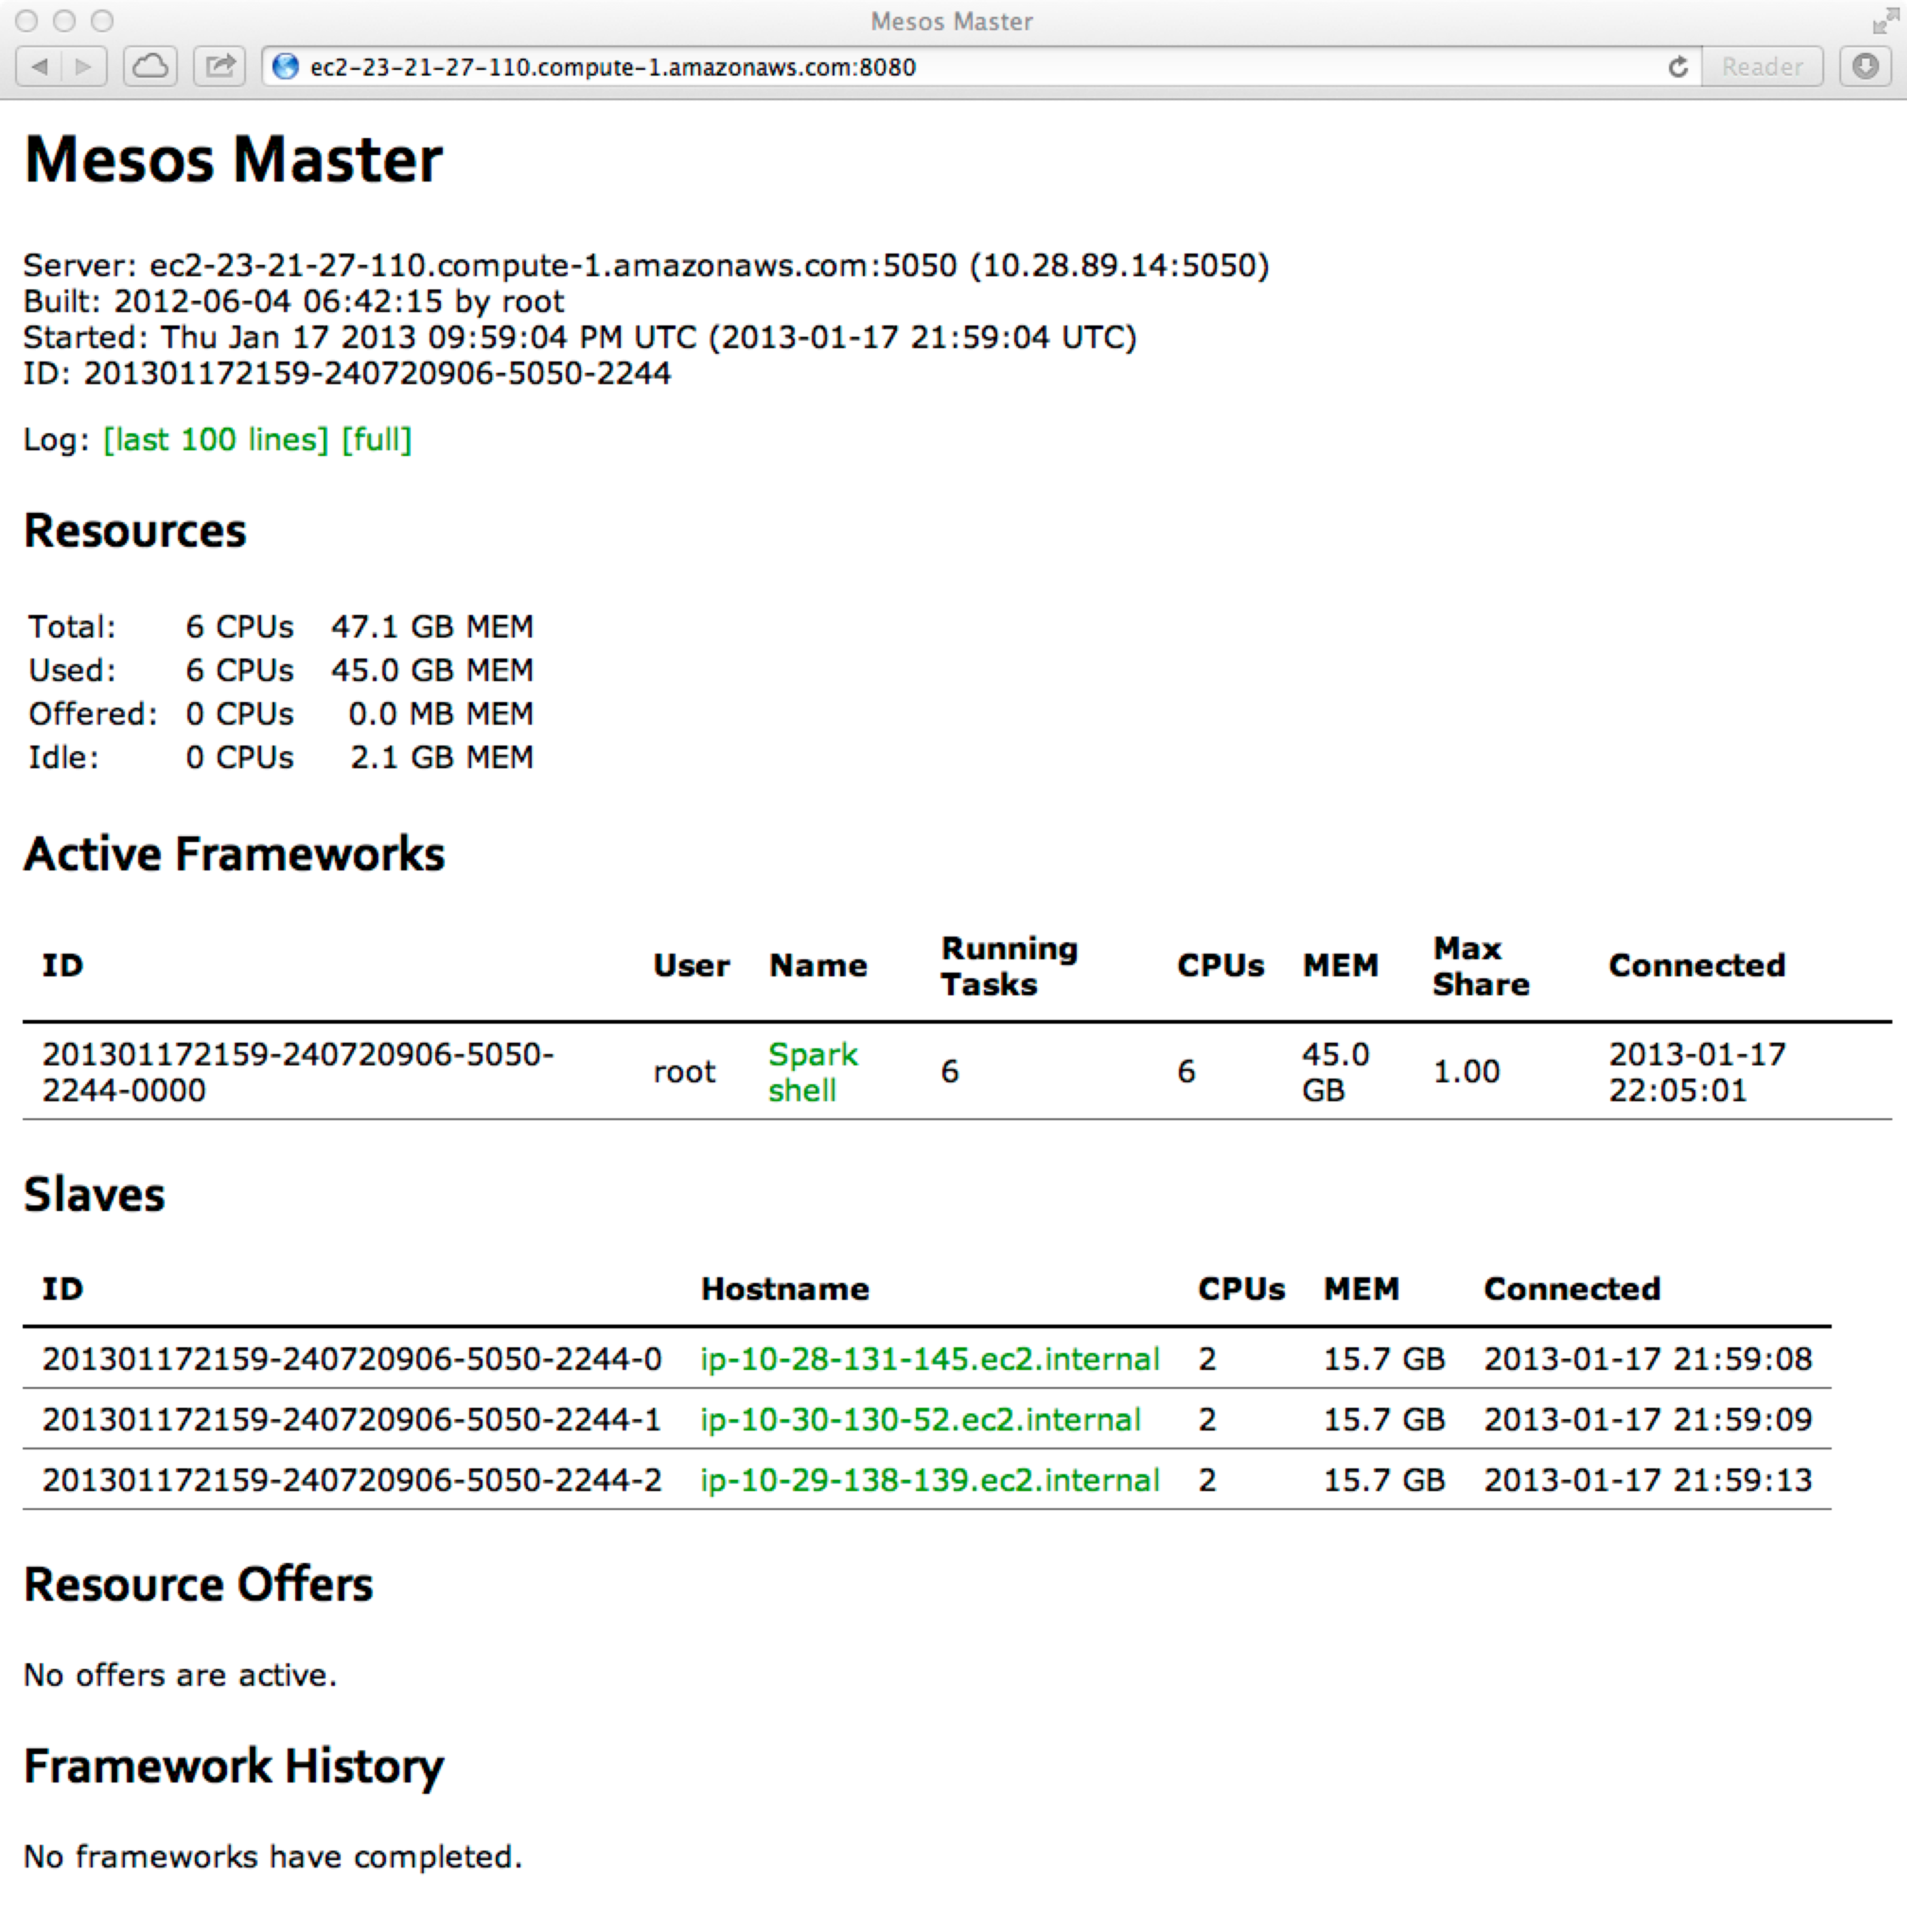 Mesos Master
ec2-23-21-27-110.compute-1.amazonaws.com:8080
Reader
Mesos Master
Server: ec2-23-21-27-110.compute-1.amazonaws.com:5050 (10.28.89.14:5050)
Built: 2012-06-04 06:42:15 by root
Started: Thu Jan 17 2013 09:59:04 PM UTC (2013-01-17 21:59:04 UTC)
ID: 201301172159-240720906-5050-2244
Log: [last 100 lines] [full]
Resources
Total: 6 CPUs 47.1 GB MEM
Used: 6 CPUs 45.0 GB MEM
Offered: 0 CPUs 0.0 MB MEM
Idle: 0 CPUs 2.1 GB MEM
Active Frameworks
ID User Name Running Tasks CPUs MEM Max Share Connected
201301172159-240720906-5050-2244-0000 root Spark shell 6 6 45.0 GB 1.00 2013-01-17 22:05:01
Slaves
ID Hostname CPUs MEM Connected
201301172159-240720906-5050-2244-0 ip-10-28-131-145.ec2.internal 2 15.7 GB 2013-01-17 21:59:08
201301172159-240720906-5050-2244-1 ip-10-30-130-52.ec2.internal 2 15.7 GB 2013-01-17 21:59:09
201301172159-240720906-5050-2244-2 ip-10-29-138-139.ec2.internal 2 15.7 GB 2013-01-17 21:59:13
Resource Offers
No offers are active.
Framework History
No frameworks have completed.